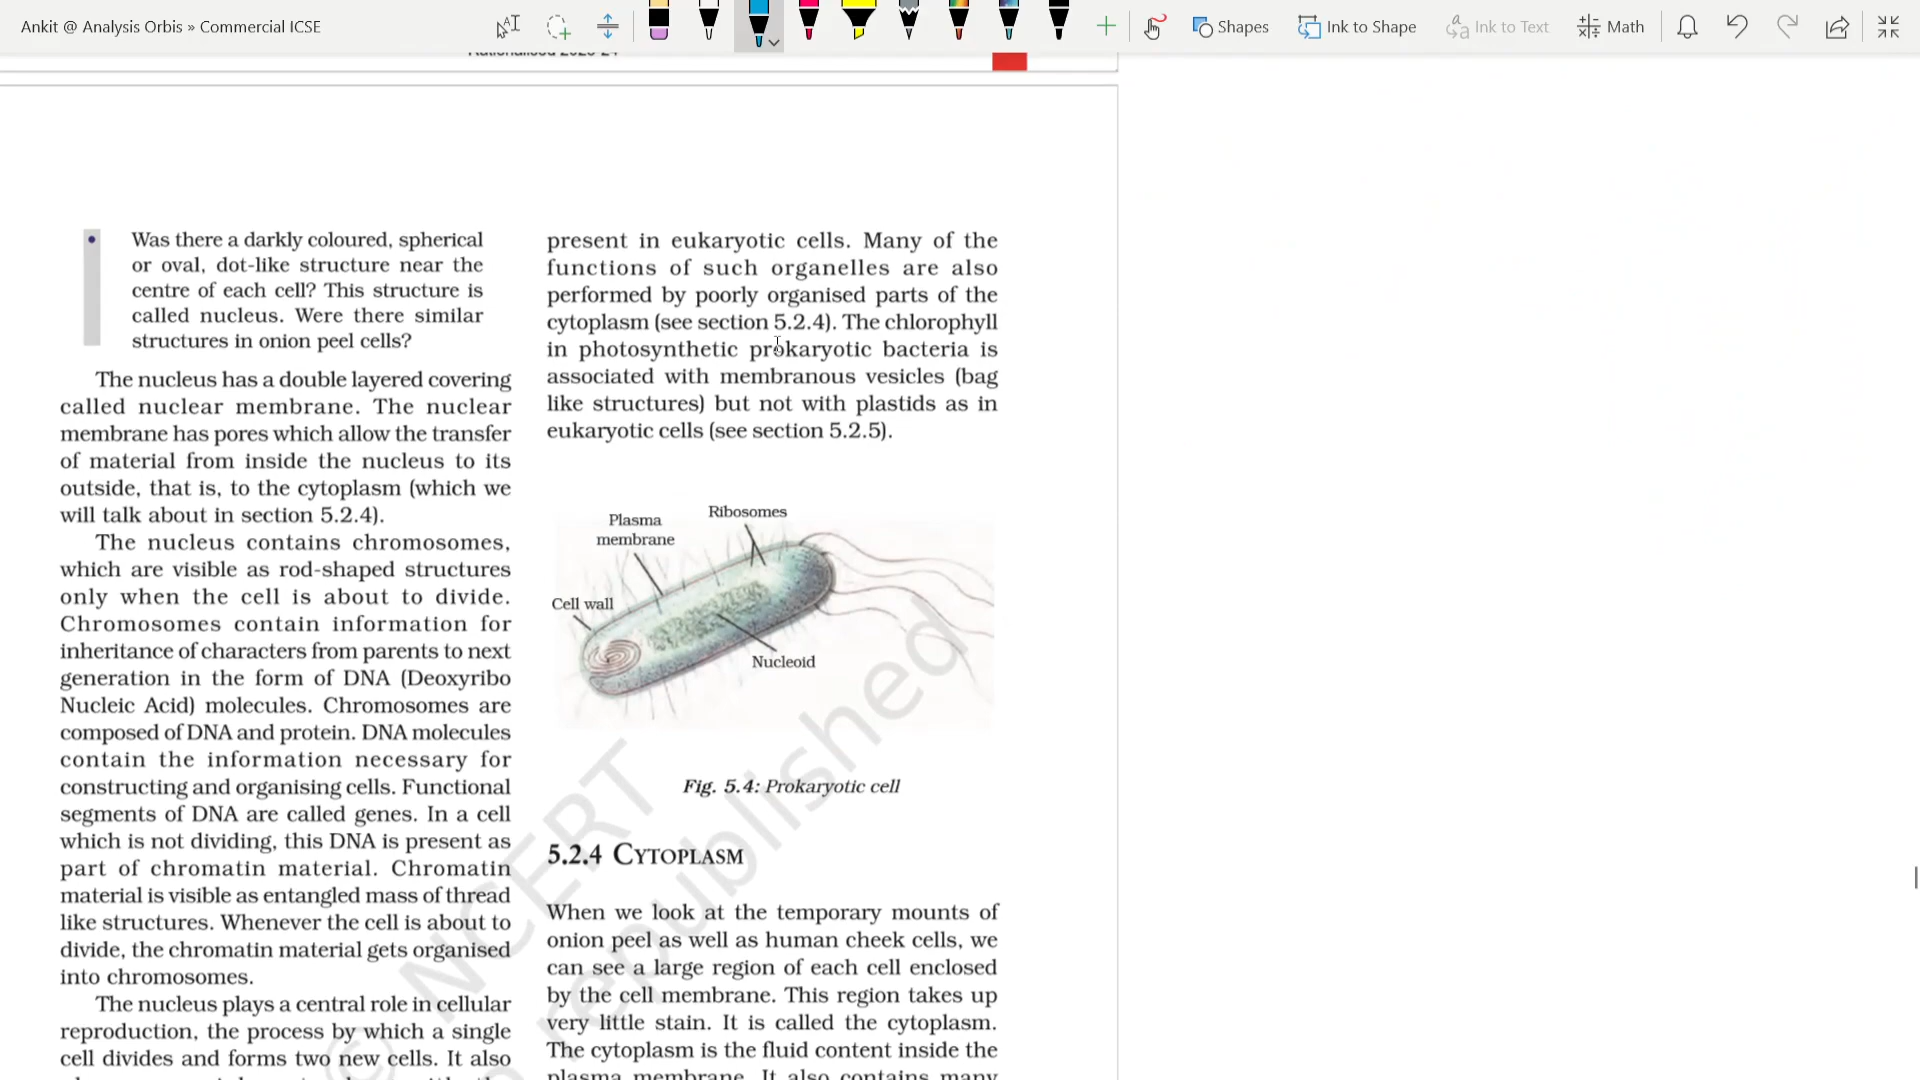 Ankit @ Analysis Orbis » Commercial ICSE
Shapes
Ink to Shape
Ink to Text
Math
Rationalised 2023-24
• Was there a darkly coloured, spherical
or oval, dot-like structure near the
centre of each cell? This structure is
called nucleus. Were there similar
structures in onion peel cells?
The nucleus has a double layered covering
called nuclear membrane. The nuclear
membrane has pores which allow the transfer
of material from inside the nucleus to its
outside, that is, to the cytoplasm (which we
will talk about in section 5.2.4).
The nucleus contains chromosomes,
which are visible as rod-shaped structures
only when the cell is about to divide.
Chromosomes contain information for
inheritance of characters from parents to next
generation in the form of DNA (Deoxyribo
Nucleic Acid) molecules. Chromosomes are
composed of DNA and protein. DNA molecules
contain the information necessary for
constructing and organising cells. Functional
segments of DNA are called genes. In a cell
which is not dividing, this DNA is present as
part of chromatin material. Chromatin
material is visible as entangled mass of thread
like structures. Whenever the cell is about to
divide, the chromatin material gets organised
into chromosomes.
The nucleus plays a central role in cellular
reproduction, the process by which a single
cell divides and forms two new cells. It also
present in eukaryotic cells. Many of the
functions of such organelles are also
performed by poorly organised parts of the
cytoplasm (see section 5.2.4). The chlorophyll
in photosynthetic prokaryotic bacteria is
associated with membranous vesicles (bag
like structures) but not with plastids as in
eukaryotic cells (see section 5.2.5).
Ribosomes
Plasma
membrane
Cell wall
Nucleoid
Fig. 5.4: Prokaryotic cell
5.2.4 CYTOPLASM
When we look at the temporary mounts of
onion peel as well as human cheek cells, we
can see a large region of each cell enclosed
by the cell membrane. This region takes up
very little stain. It is called the cytoplasm.
The cytoplasm is the fluid content inside the
plasma membrane. It also contains many
© NCERT
republished